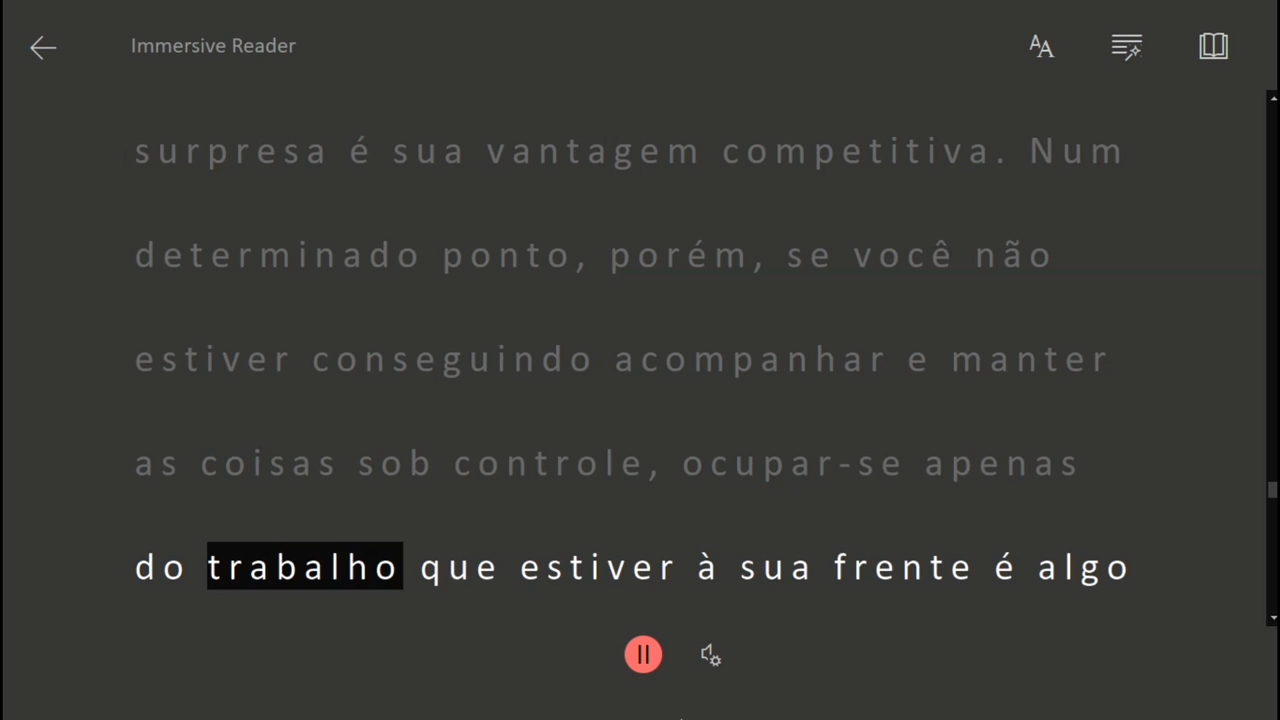 Immersive Reader
surpresa é sua vantagem competitiva. Num
determinado ponto, porém, se você não
estiver conseguindo acompanhar e manter
as coisas sob controle, ocupar-se apenas
do trabalho que estiver à sua frente é algo